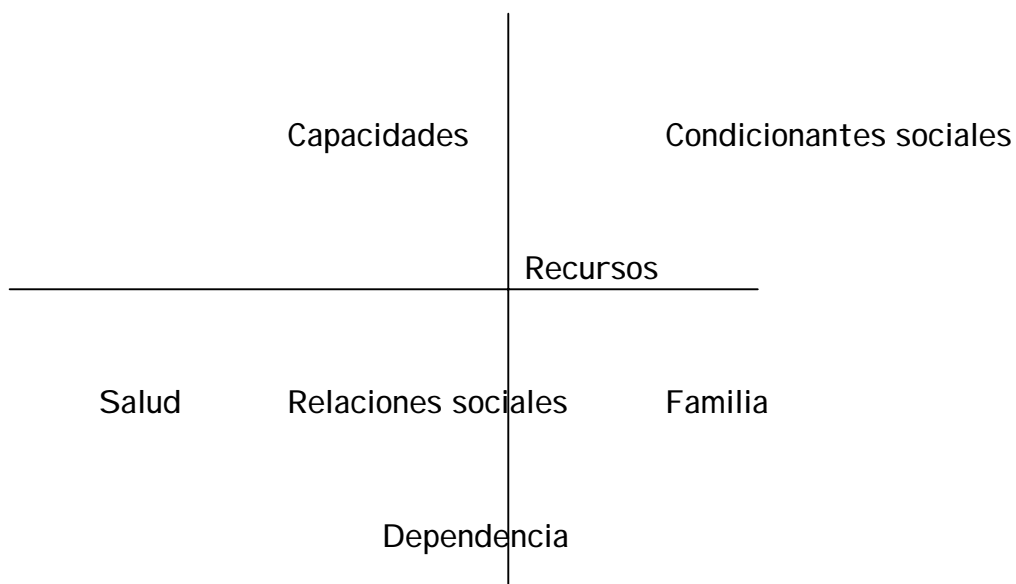 Capacidades Condicionantes sociales
Recursos
Salud Relaciones sociales Familia
Dependencia